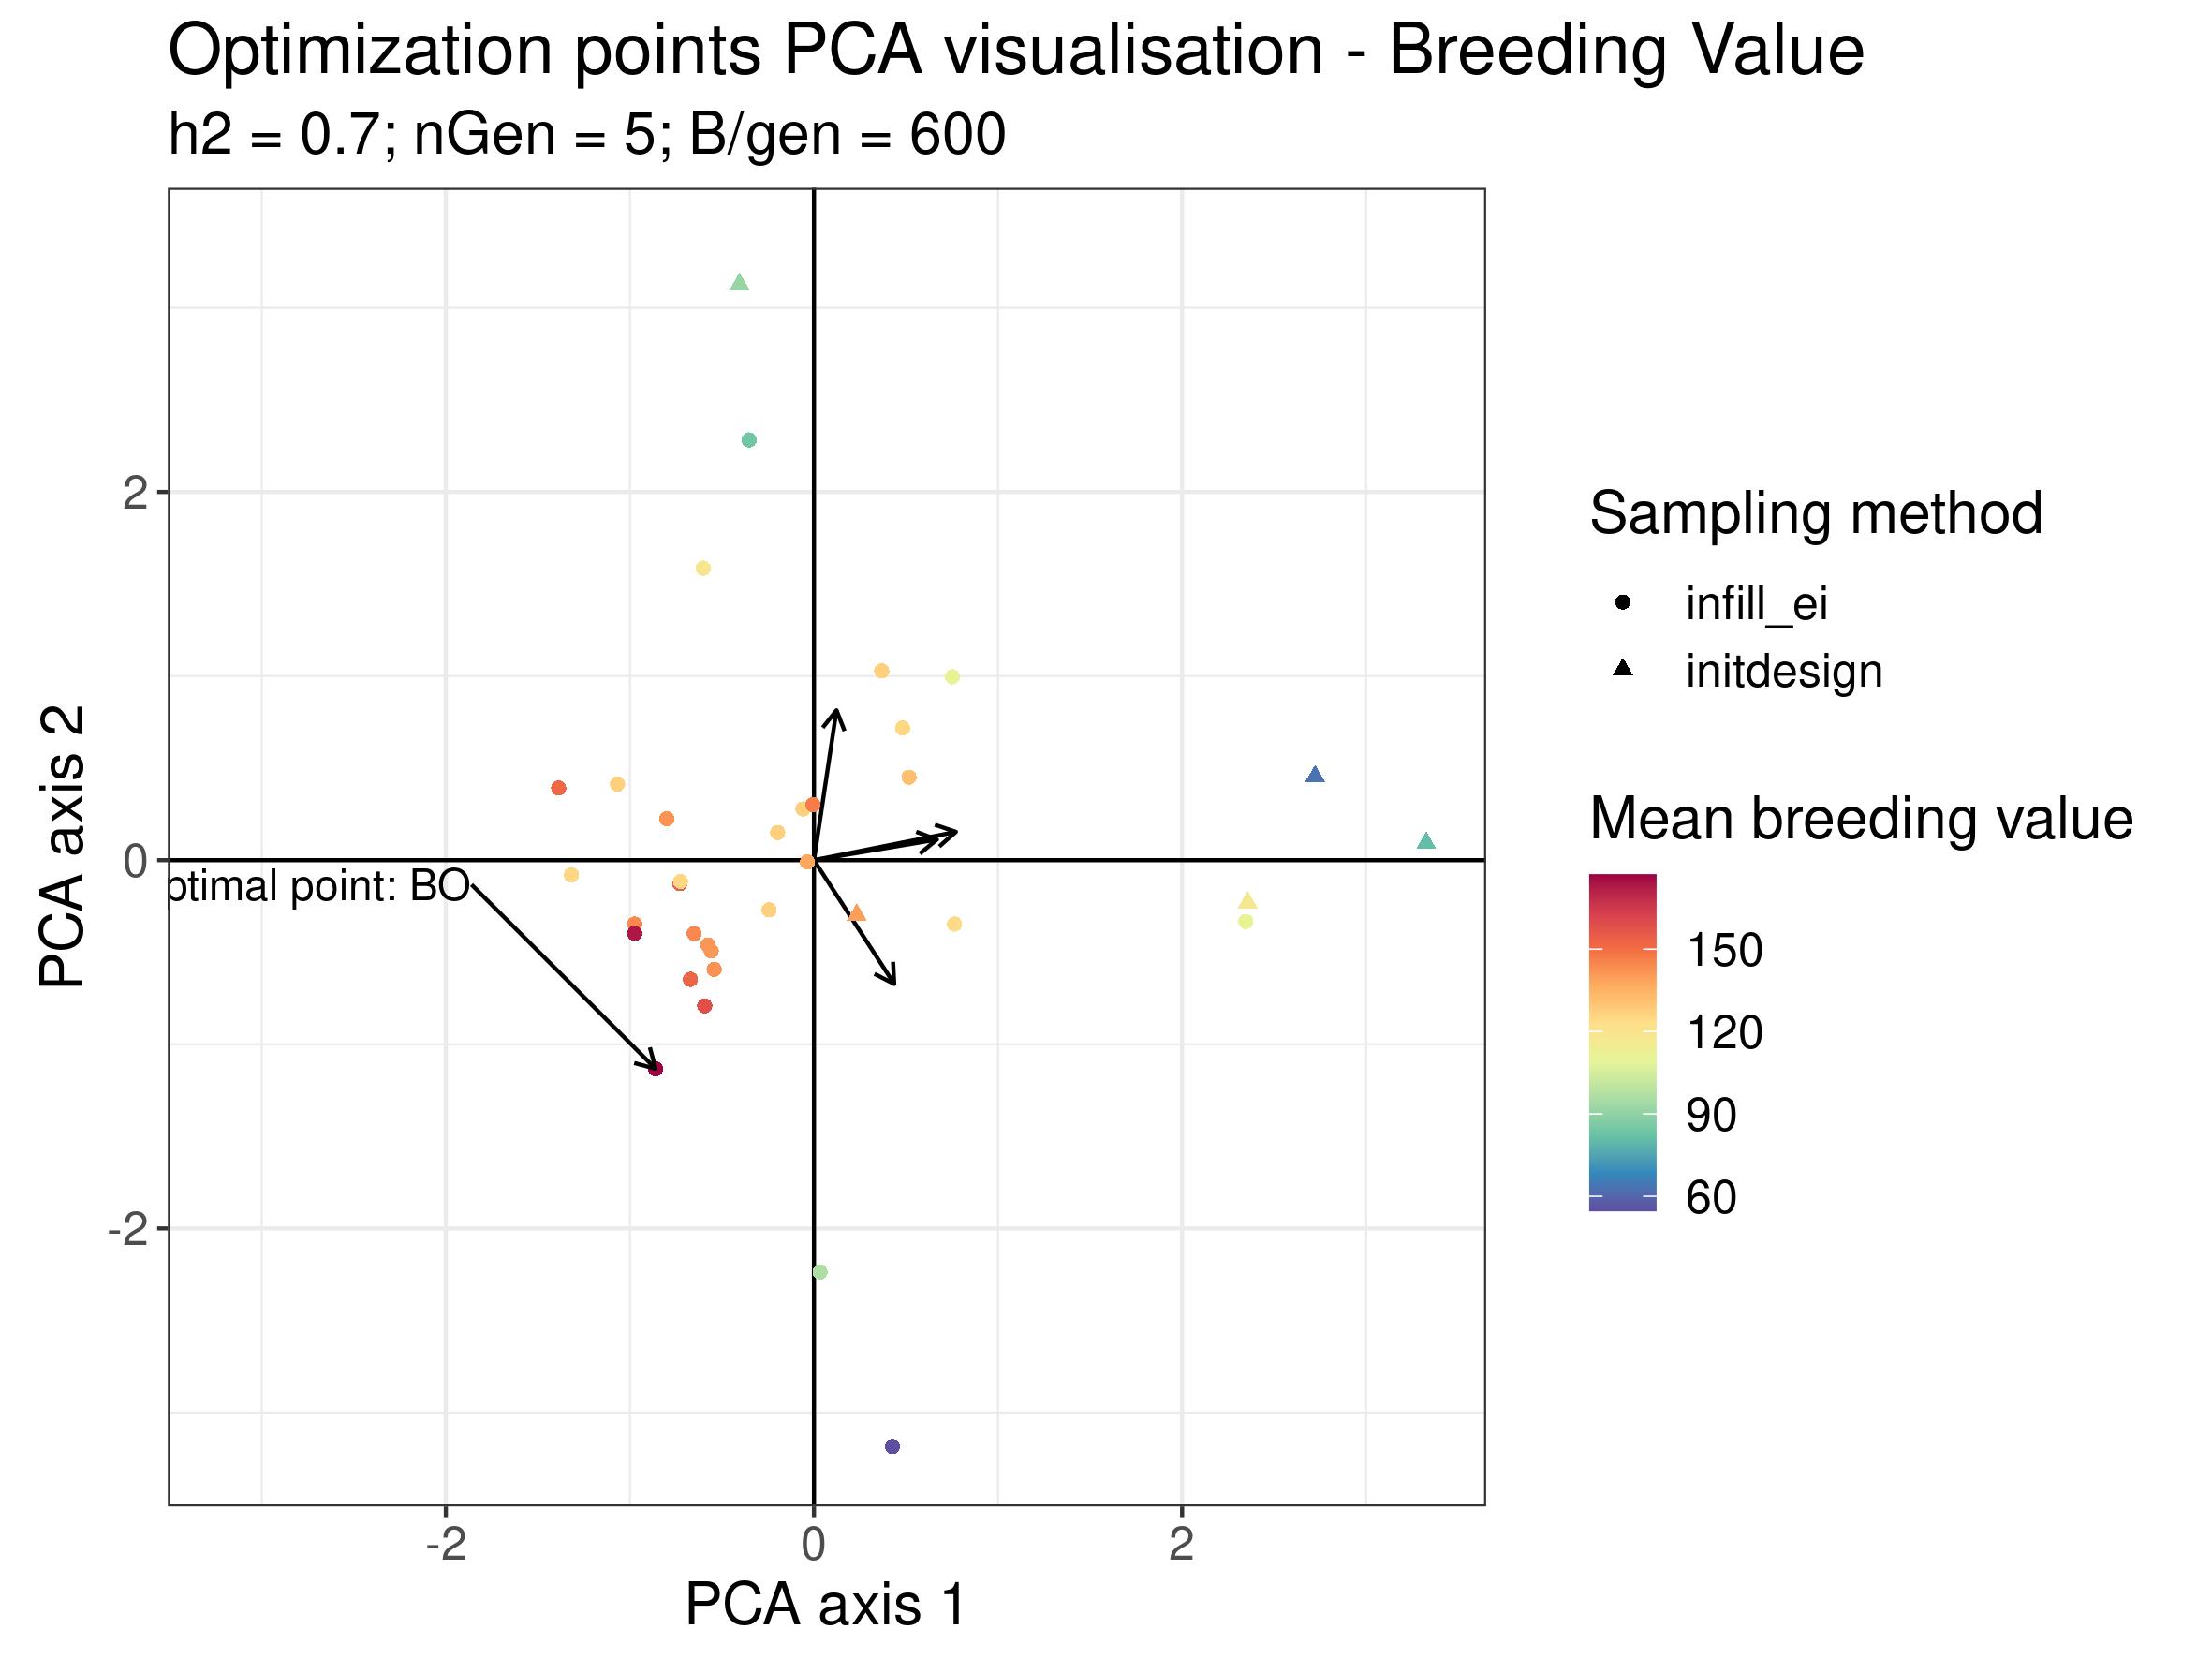 Optimization points PCA visualisation - Breeding Value
h2 = 0.7; nGen = 5; B/gen = 600
PCA axis 2
2
0
-2
ptimal point: BO
-2
0
2
PCA axis 1
Sampling method
infill_ei
initdesign
Mean breeding value
150
120
90
60